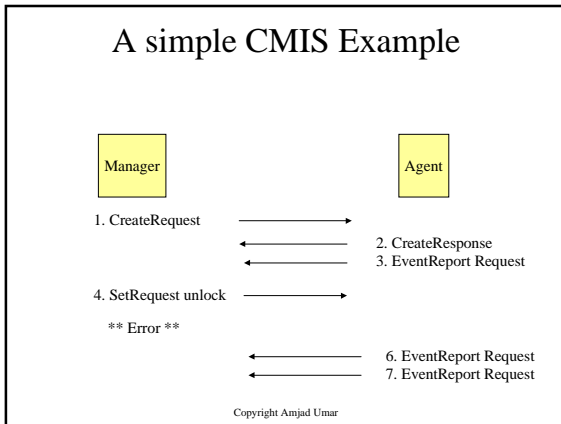 A simple CMIS Example
Manager
Agent
1. CreateRequest
2. CreateResponse
3. EventReport Request
4. SetRequest unlock
** Error **
6. EventReport Request
7. EventReport Request
Copyright Amjad Umar